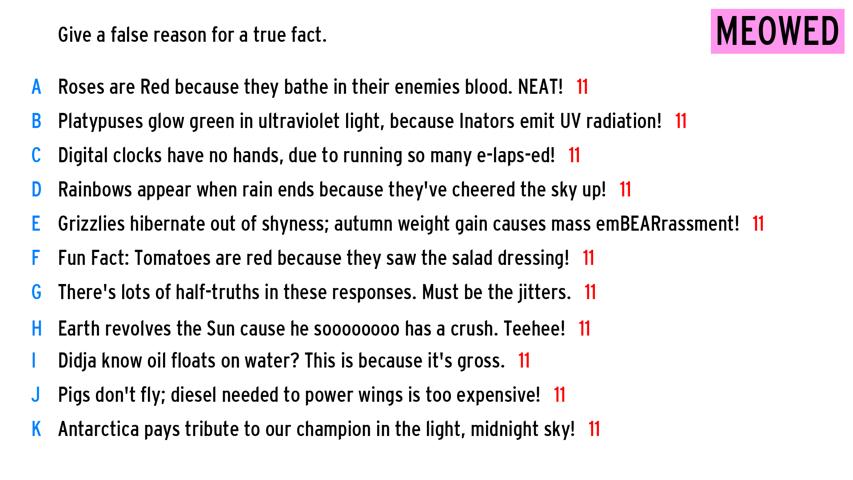 Give a false reason for a true fact.
MEOWED
A Roses are Red because they bathe in their enemies blood. NEAT! 11
B Platypuses glow green in ultraviolet light, because Inators emit UV radiation! 11
C Digital clocks have no hands, due to running so many e-laps-ed! 11
D Rainbows appear when rain ends because they've cheered the sky up! 11
E Grizzlies hibernate out of shyness; autumn weight gain causes mass emBEARrassment! 11
F Fun Fact: Tomatoes are red because they saw the salad dressing! 11
G There's lots of half-truths in these responses. Must be the jitters. 11
H Earth revolves the Sun cause he soooooooo has a crush. Teehee! 11
I Didja know oil floats on water? This is because it's gross. 11
J Pigs don't fly; diesel needed to power wings is too expensive! 11
K Antarctica pays tribute to our champion in the light, midnight sky! 11